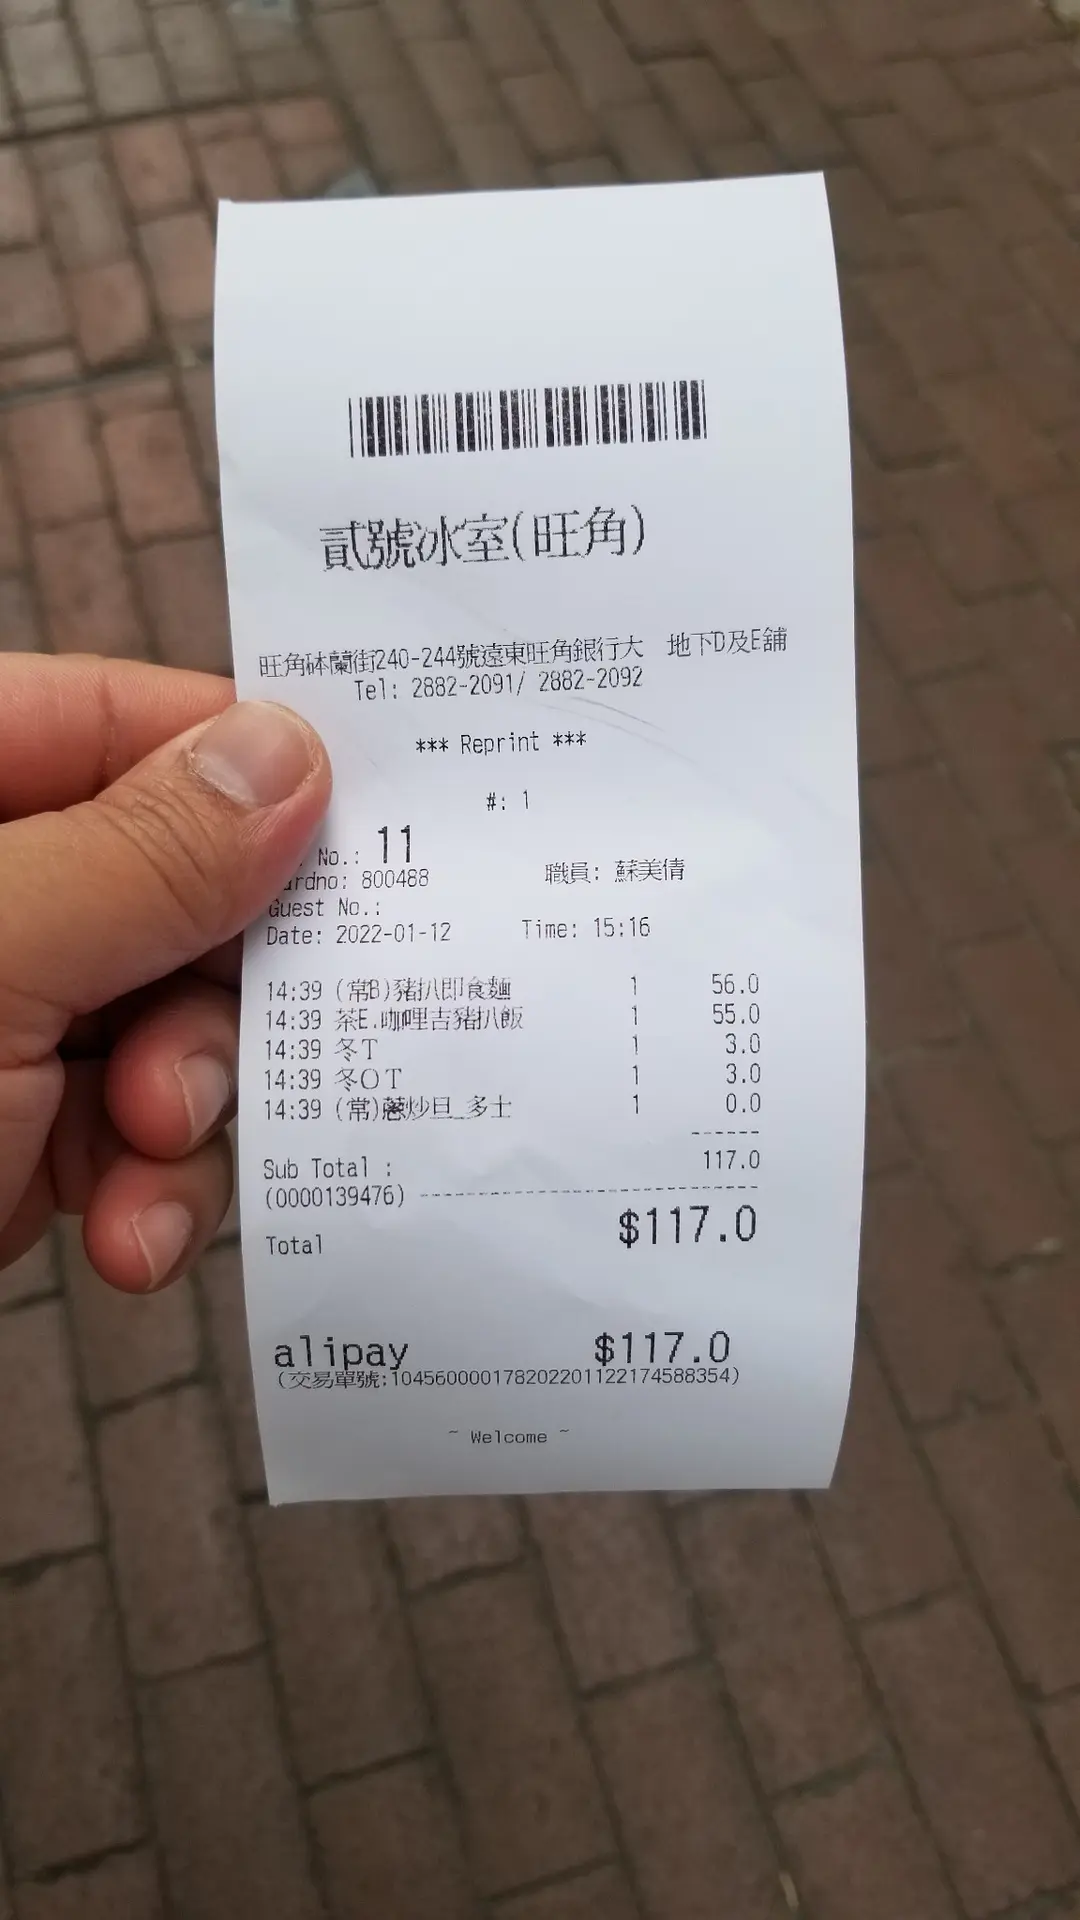 貳號冰室(旺角)
旺角砵蘭街240-244號遠東旺角銀行大　地下D及E舖
Tel: 2882-2091/ 2882-2092
*** Reprint ***
#: 1
No.: 11
ardno: 800488 職員: 蘇美倩
Guest No.:
Date: 2022-01-12 Time: 15:16
14:39 (常B)豬扒即食麵 1 56.0
14:39 茶E.咖哩吉豬扒飯 1 55.0
14:39 冬T 1 3.0
14:39 冬OT 1 3.0
14:39 (常)蔥炒旦_多士 1 0.0
------
Sub Total : 117.0
(0000139476) ------------------------------
Total $117.0
alipay $117.0
(交易單號:1045600001782022011221745883​54)
~ Welcome ~